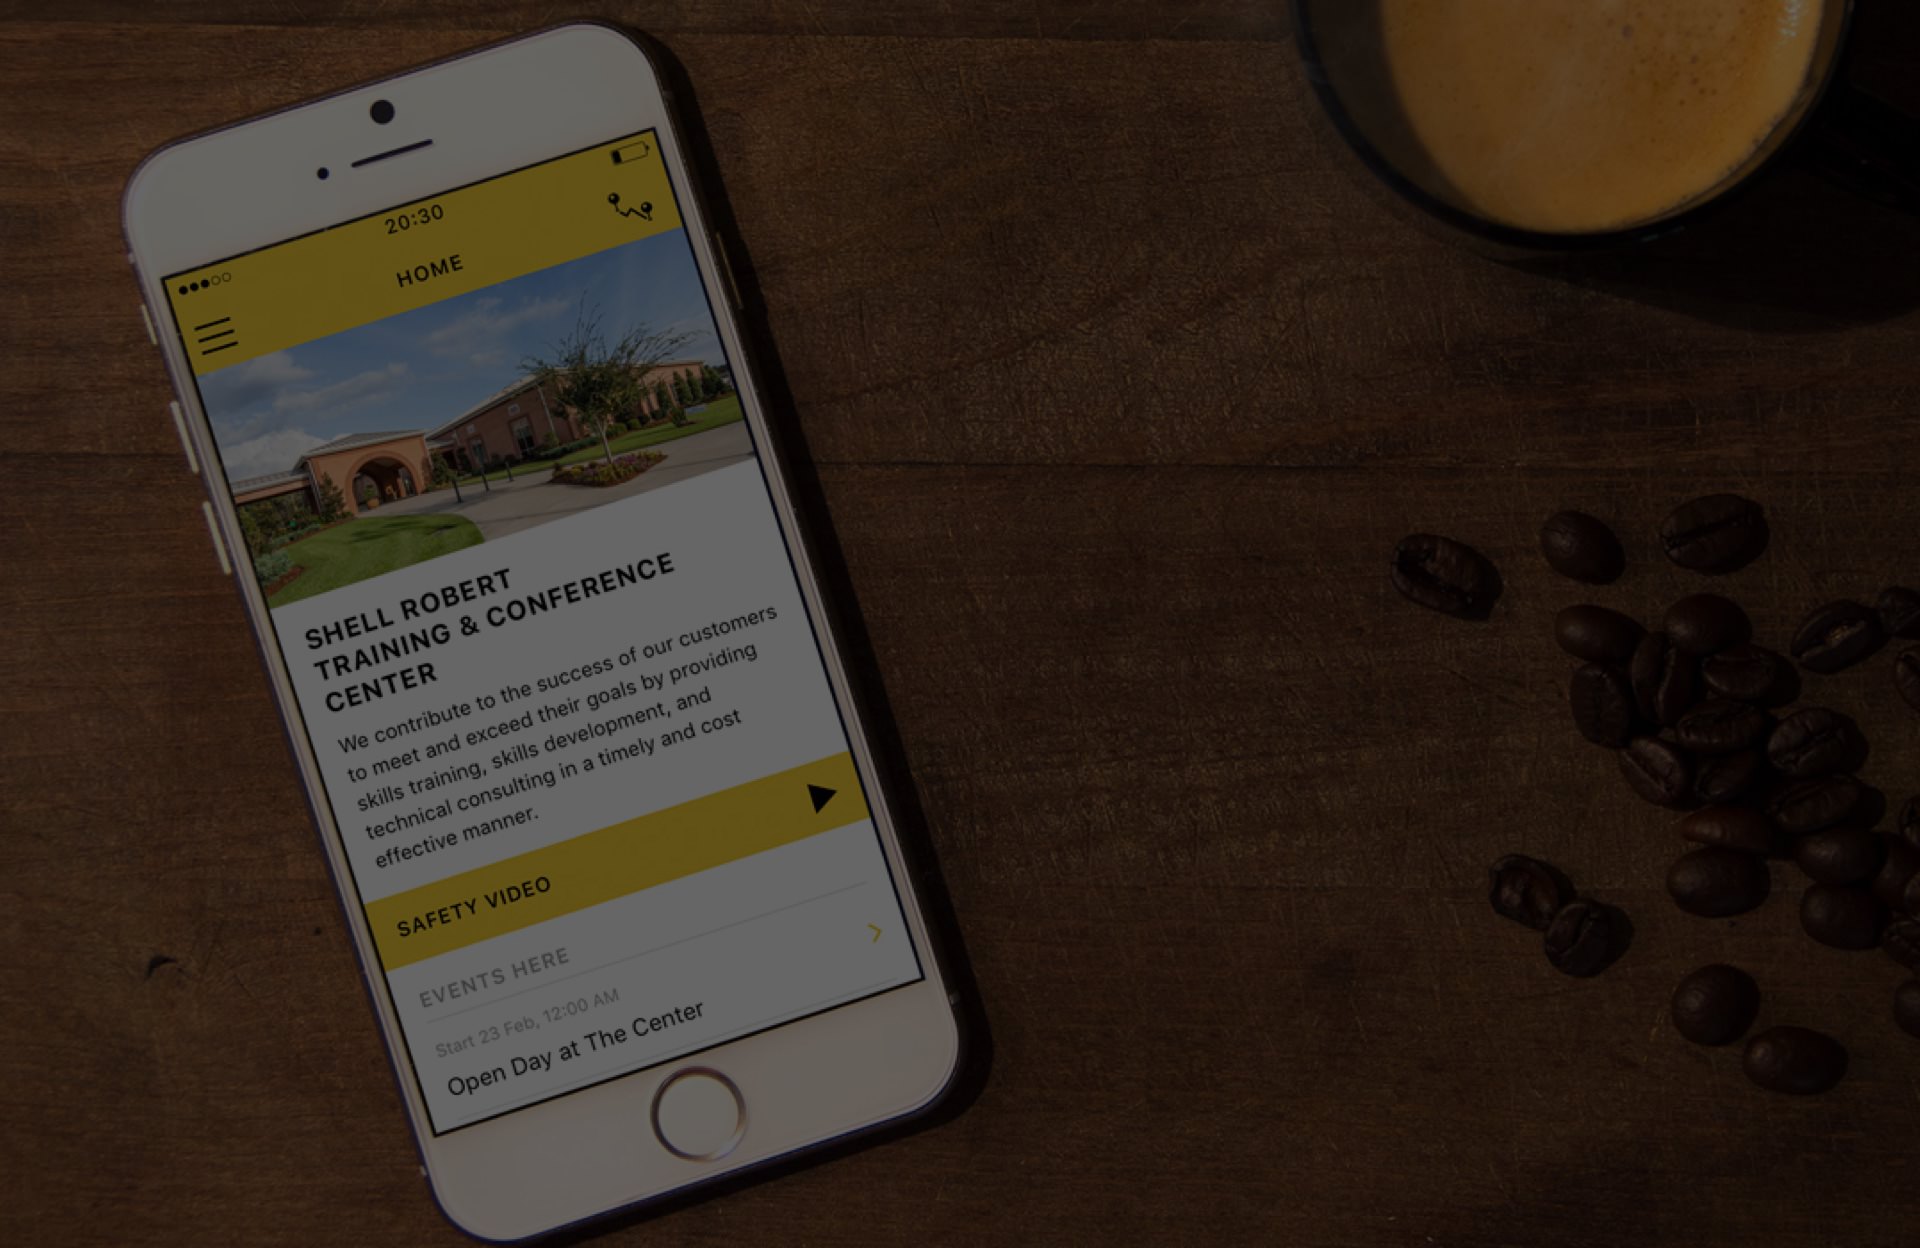 20:30
HOME
SHELL ROBERT
TRAINING & CONFERENCE
CENTER
We contribute to the success of our customers
to meet and exceed their goals by providing
skills training, skills development, and
technical consulting in a timely and cost
effective manner.
SAFETY VIDEO
EVENTS HERE
Start 23 Feb, 12:00 AM
Open Day at The Center